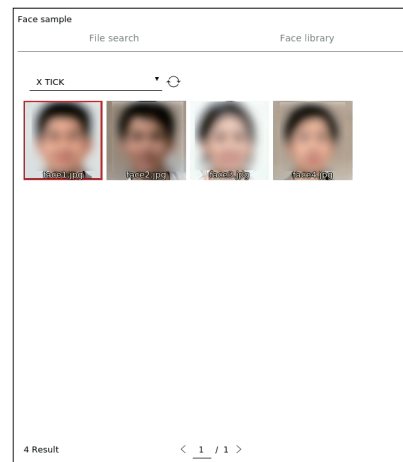 Face sample
File search Face library
X TICK
face1.jpg face2.jpg face3.jpg face4.jpg
4 Result 1 / 1